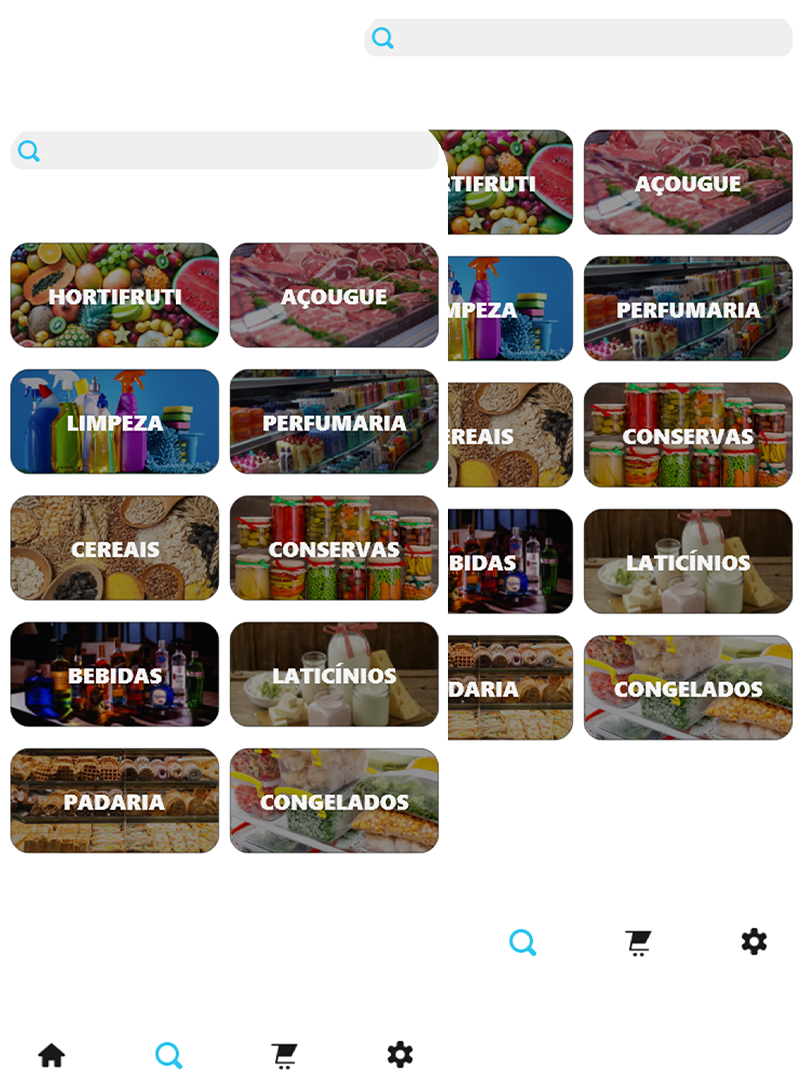 HORTIFRUTI
AÇOUGUE
LIMPEZA
PERFUMARIA
CEREAIS
CONSERVAS
BEBIDAS
LATICÍNIOS
PADARIA
CONGELADOS
RTIFRUTI
AÇOUGUE
MPEZA
PERFUMARIA
EREAIS
CONSERVAS
BIDAS
LATICÍNIOS
DARIA
CONGELADOS